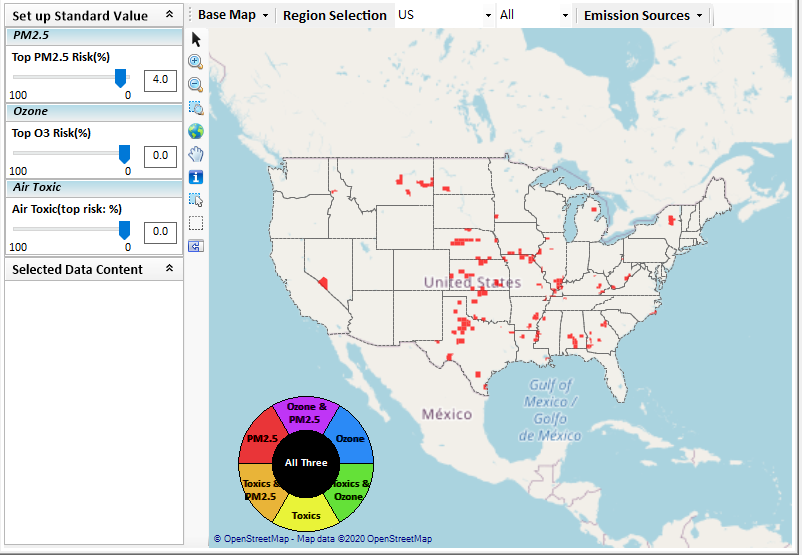 Set up Standard Value
Base Map
Region Selection
US
All
Emission Sources
PM2.5
Top PM2.5 Risk(%)
4.0
100
0
Ozone
Top O3 Risk(%)
0.0
100
0
Air Toxic
Air Toxic(top risk: %)
0.0
100
0
Selected Data Content
United States
Gulf of
Mexico /
Golfo
de México
México
Ozone &
PM2.5
PM2.5
Ozone
All Three
Toxics &
PM2.5
Toxics &
Ozone
Toxics
© OpenStreetMap - Map data ©2020 OpenStreetMap